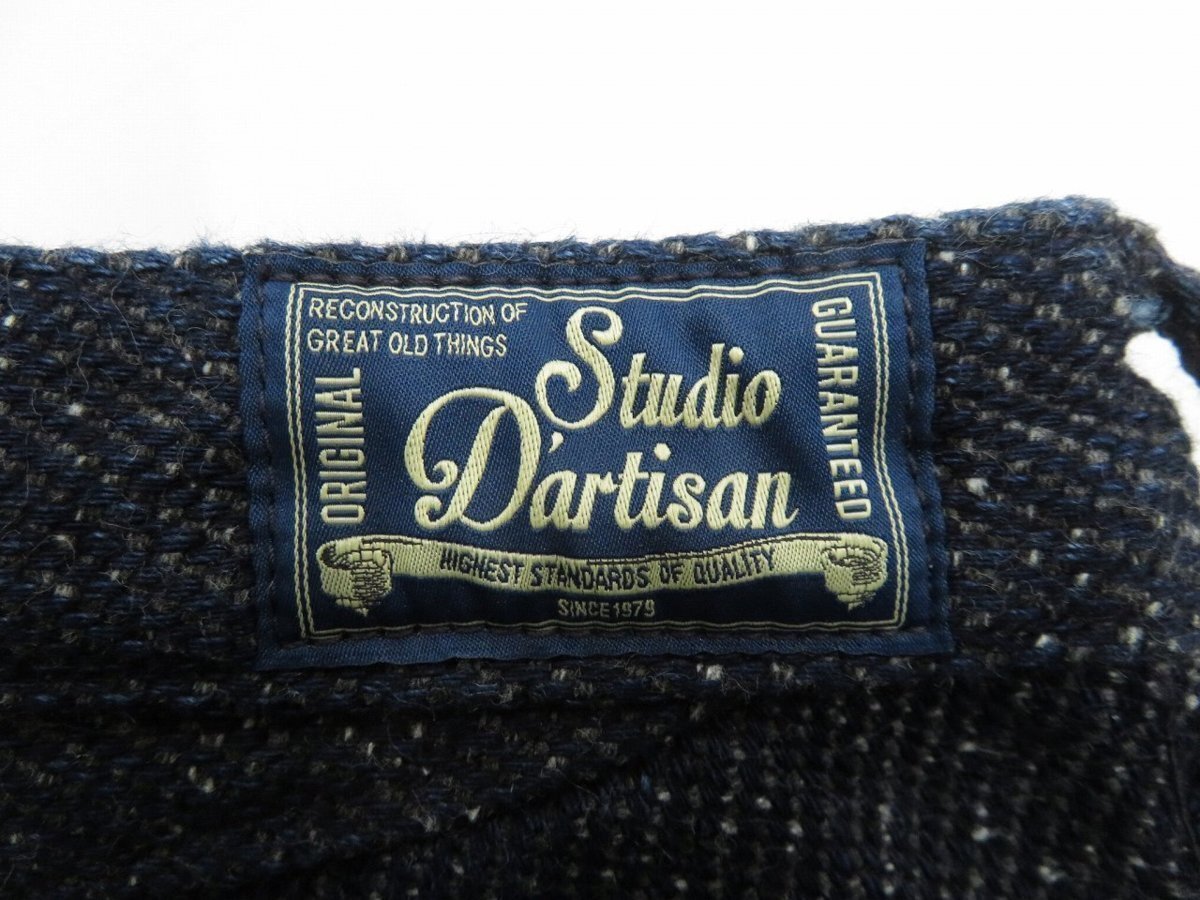 RECONSTRUCTION OF
GREAT OLD THINGS
ORIGINAL
Studio
D'artisan
GUARANTEED
HIGHEST STANDARDS OF QUALITY
SINCE 1979